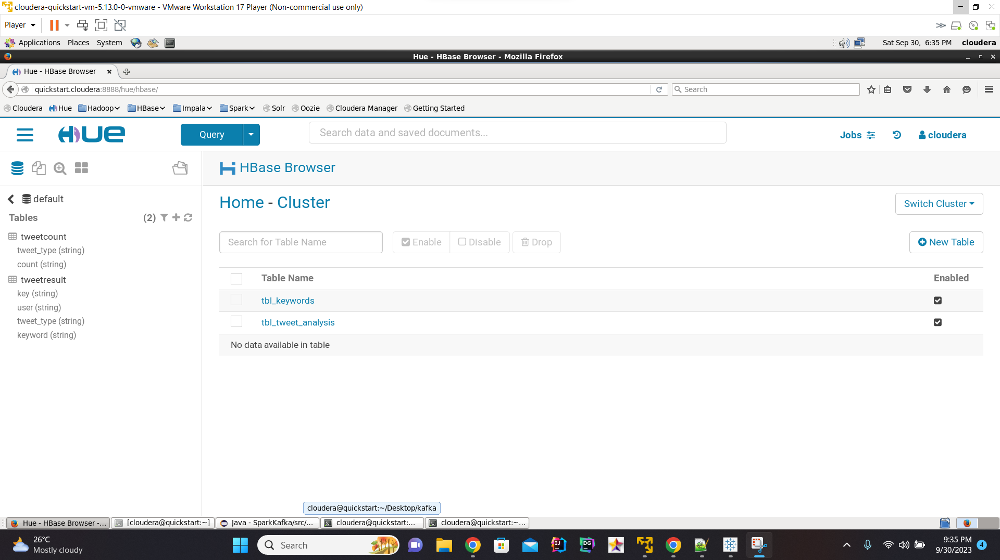 cloudera-quickstart-vm-5.13.0-0-vmware - VMware Workstation 17 Player (Non-commercial use only)
Player
Applications Places System Sat Sep 30, 6:35 PM cloudera
Hue - HBase Browser - Mozilla Firefox
Hue - HBase Browser
quickstart.cloudera:8888/hue/hbase/ Search
Cloudera Hue Hadoop HBase Impala Spark Solr Oozie Cloudera Manager Getting Started
HUE Query Search data and saved documents... Jobs cloudera
HBase Browser
default
Home - Cluster Switch Cluster
Tables (2)
Search for Table Name Enable Disable Drop New Table
tweetcount
tweet_type (string)
count (string)
tweetresult
key (string)
user (string)
tweet_type (string)
keyword (string)
Table Name Enabled
tbl_keywords
tbl_tweet_analysis
No data available in table
cloudera@quickstart:~/Desktop/kafka
Hue - HBase Browser -... [cloudera@quickstart:~] Java - SparkKafka/src/... cloudera@quickstart:... cloudera@quickstart:~...
26°C
Mostly cloudy
Search
IJ
DG
9:35 PM
9/30/2023
4